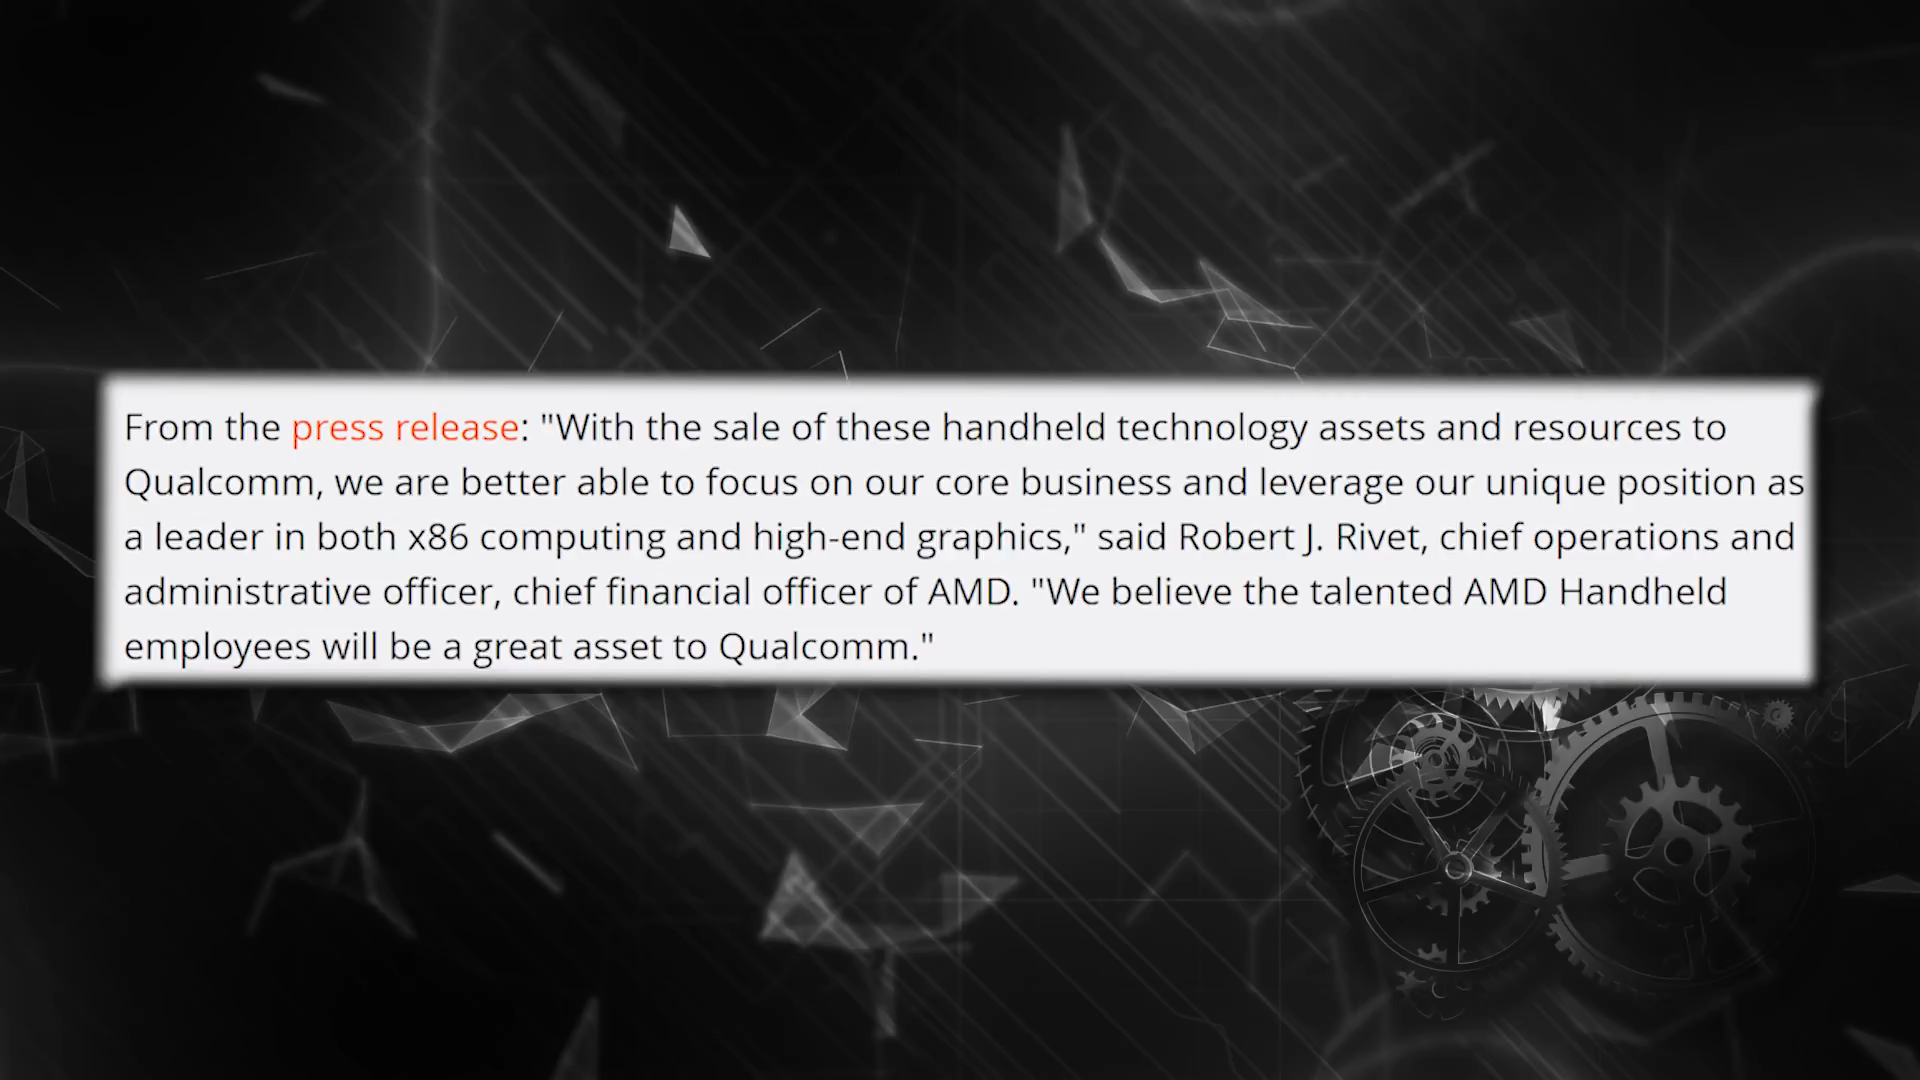 From the press release: "With the sale of these handheld technology assets and resources to
Qualcomm, we are better able to focus on our core business and leverage our unique position as
a leader in both x86 computing and high-end graphics," said Robert J. Rivet, chief operations and
administrative officer, chief financial officer of AMD. "We believe the talented AMD Handheld
employees will be a great asset to Qualcomm."